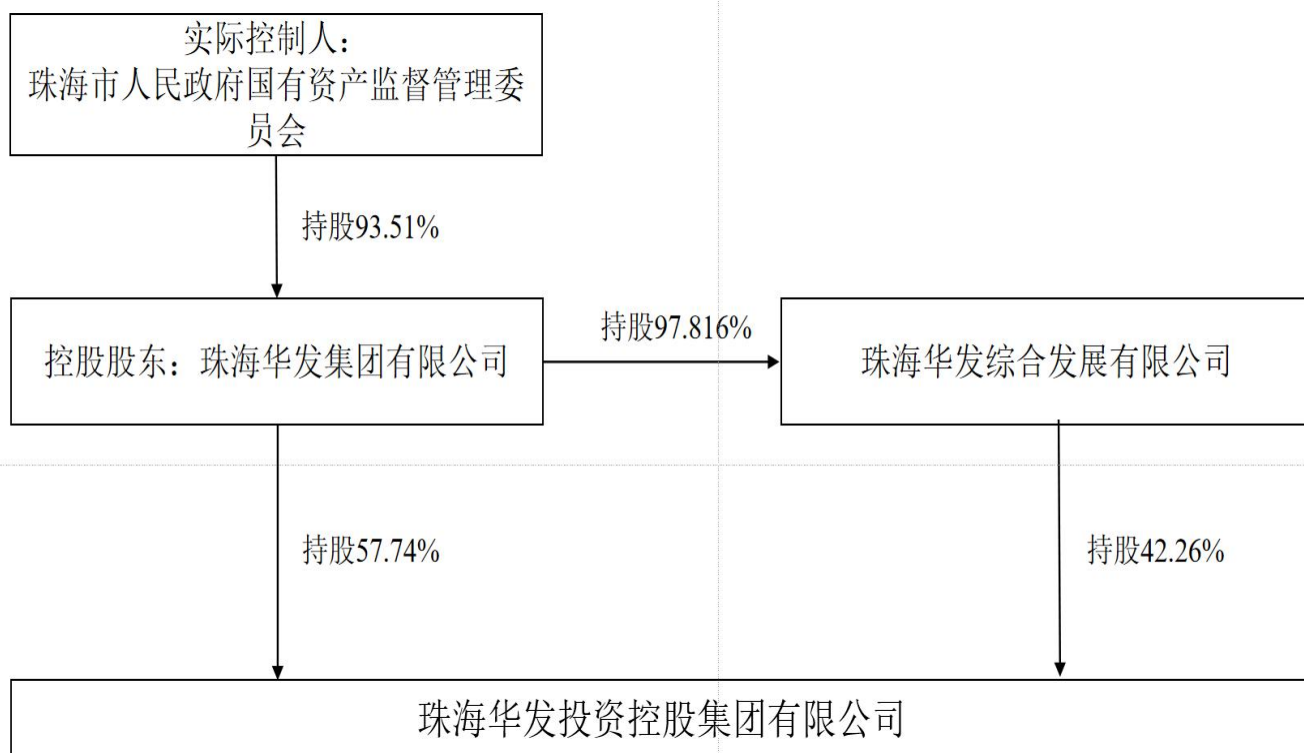 实际控制人：
珠海市人民政府国有资产监督管理委
员会
持股93.51%
控股股东：珠海华发集团有限公司
持股97.816%
珠海华发综合发展有限公司
持股57.74%
持股42.26%
珠海华发投资控股集团有限公司